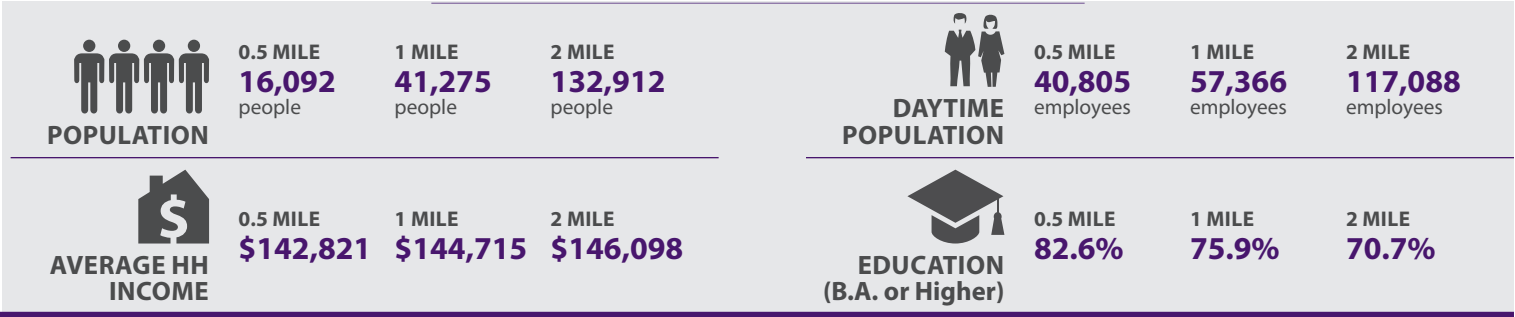 0.5 MILE 1 MILE 2 MILE
16,092 41,275 132,912
people people people
POPULATION
0.5 MILE 1 MILE 2 MILE
40,805 57,366 117,088
employees employees employees
DAYTIME
POPULATION
$
0.5 MILE 1 MILE 2 MILE
$142,821 $144,715 $146,098
AVERAGE HH
INCOME
0.5 MILE 1 MILE 2 MILE
82.6% 75.9% 70.7%
EDUCATION
(B.A. or Higher)